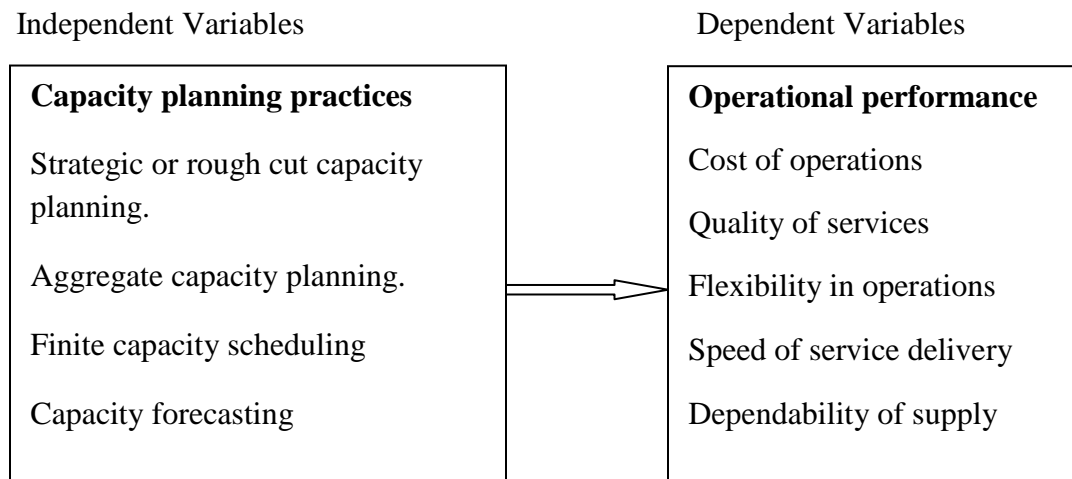 Independent Variables
Dependent Variables
Capacity planning practices
Strategic or rough cut capacity
planning.
Aggregate capacity planning.
Finite capacity scheduling
Capacity forecasting
Operational performance
Cost of operations
Quality of services
Flexibility in operations
Speed of service delivery
Dependability of supply